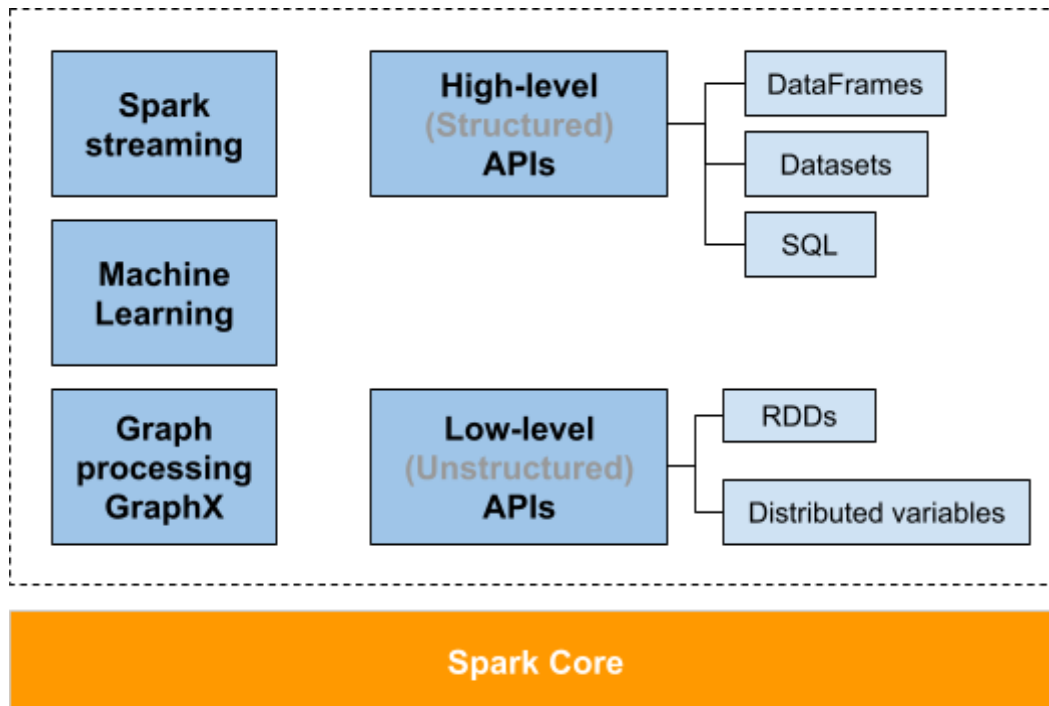 Spark
streaming
Machine
Learning
Graph
processing
GraphX
High-level
(Structured)
APIs
DataFrames
Datasets
SQL
Low-level
(Unstructured)
APIs
RDDs
Distributed variables
Spark Core